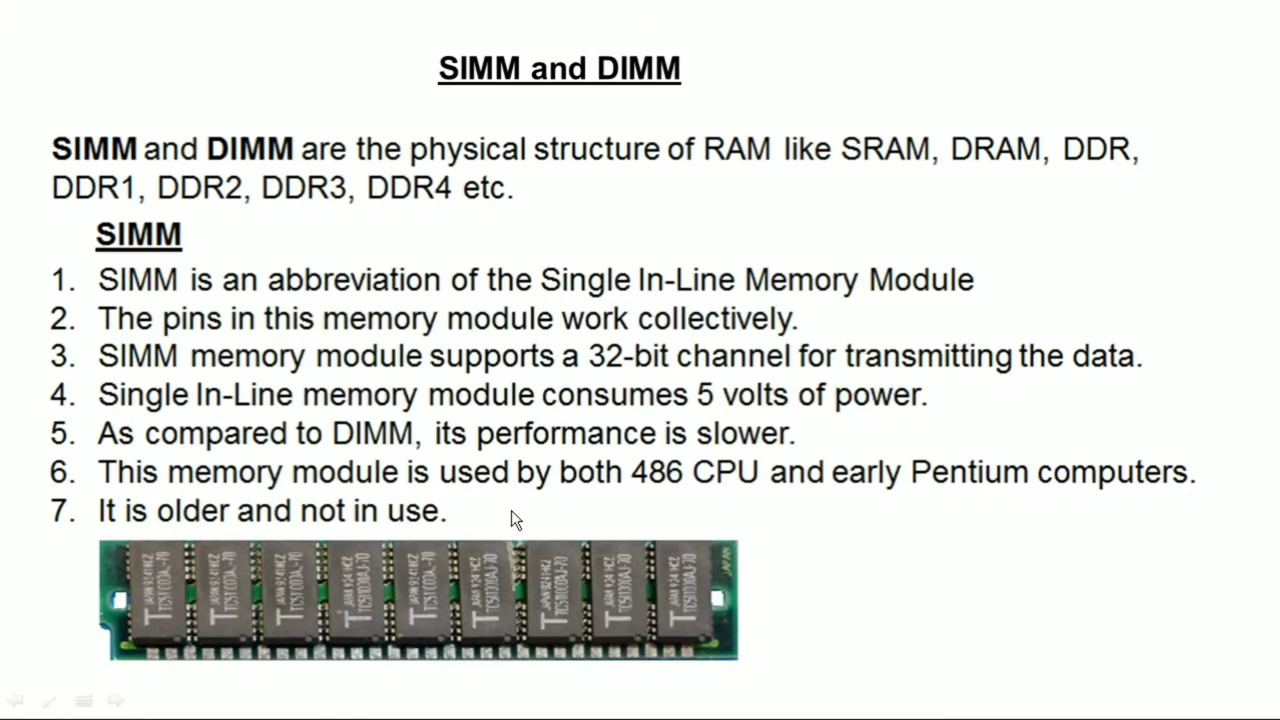 SIMM and DIMM
SIMM and DIMM are the physical structure of RAM like SRAM, DRAM, DDR,
DDR1, DDR2, DDR3, DDR4 etc.
SIMM
1. SIMM is an abbreviation of the Single In-Line Memory Module
2. The pins in this memory module work collectively.
3. SIMM memory module supports a 32-bit channel for transmitting the data.
4. Single In-Line memory module consumes 5 volts of power.
5. As compared to DIMM, its performance is slower.
6. This memory module is used by both 486 CPU and early Pentium computers.
7. It is older and not in use.
JAPAN